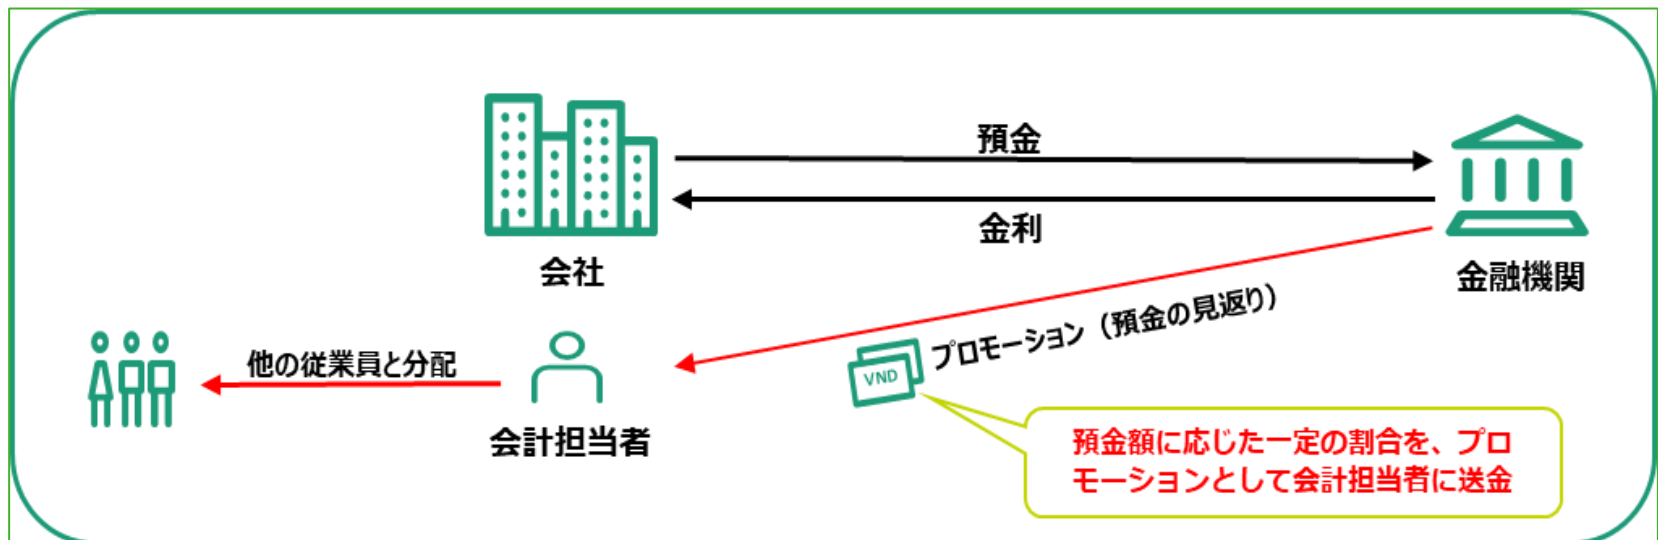 預金
金利
会社
金融機関
プロモーション（預金の見返り）
VND
他の従業員と分配
会計担当者
預金額に応じた一定の割合を、プロ
モーションとして会計担当者に送金